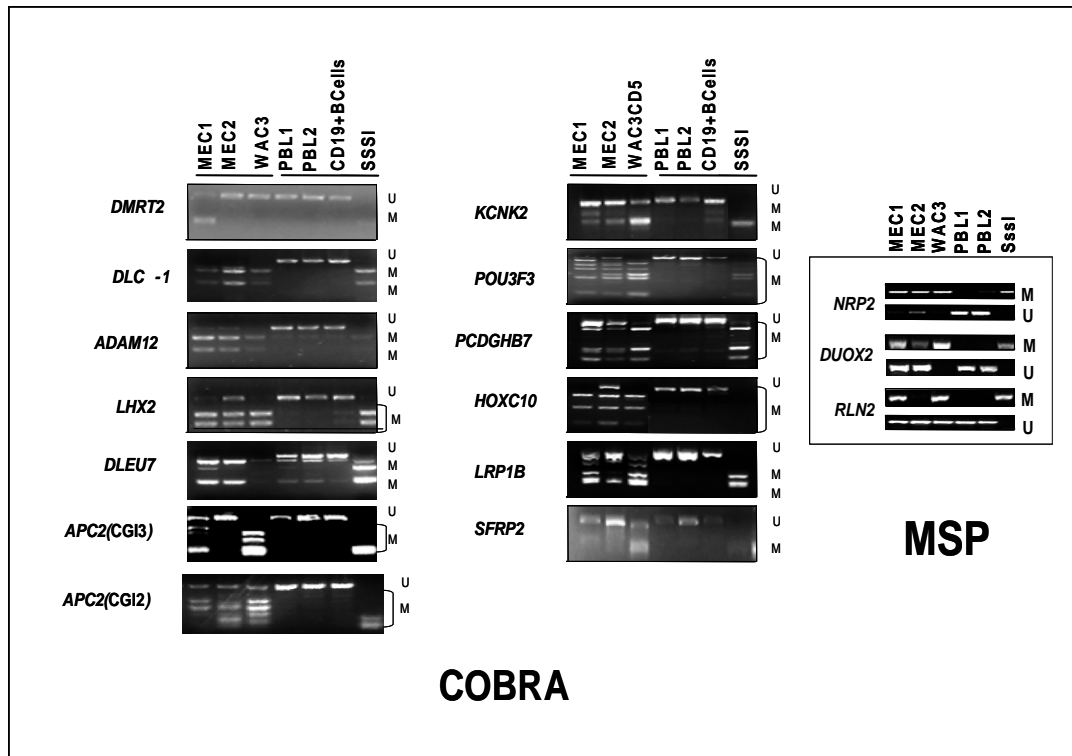 MEC1 MEC2 WAC3 PBL1 PBL2 CD19+BCells SSSI
DMRT2 U M
DLC -1 U M M
ADAM12 U M M
LHX2 U M
DLEU7 U M M
APC2(CGI3) U M
APC2(CGI2) U M
MEC1 MEC2 WAC3CD5 PBL1 PBL2 CD19+BCells SSSI
KCNK2 U M M
POU3F3 U M
PCDGHB7 U M
HOXC10 U M
LRP1B U M M
SFRP2 U M
COBRA
MEC1 MEC2 WAC3 PBL1 PBL2 SssI
NRP2 M U
DUOX2 M U
RLN2 M U
MSP